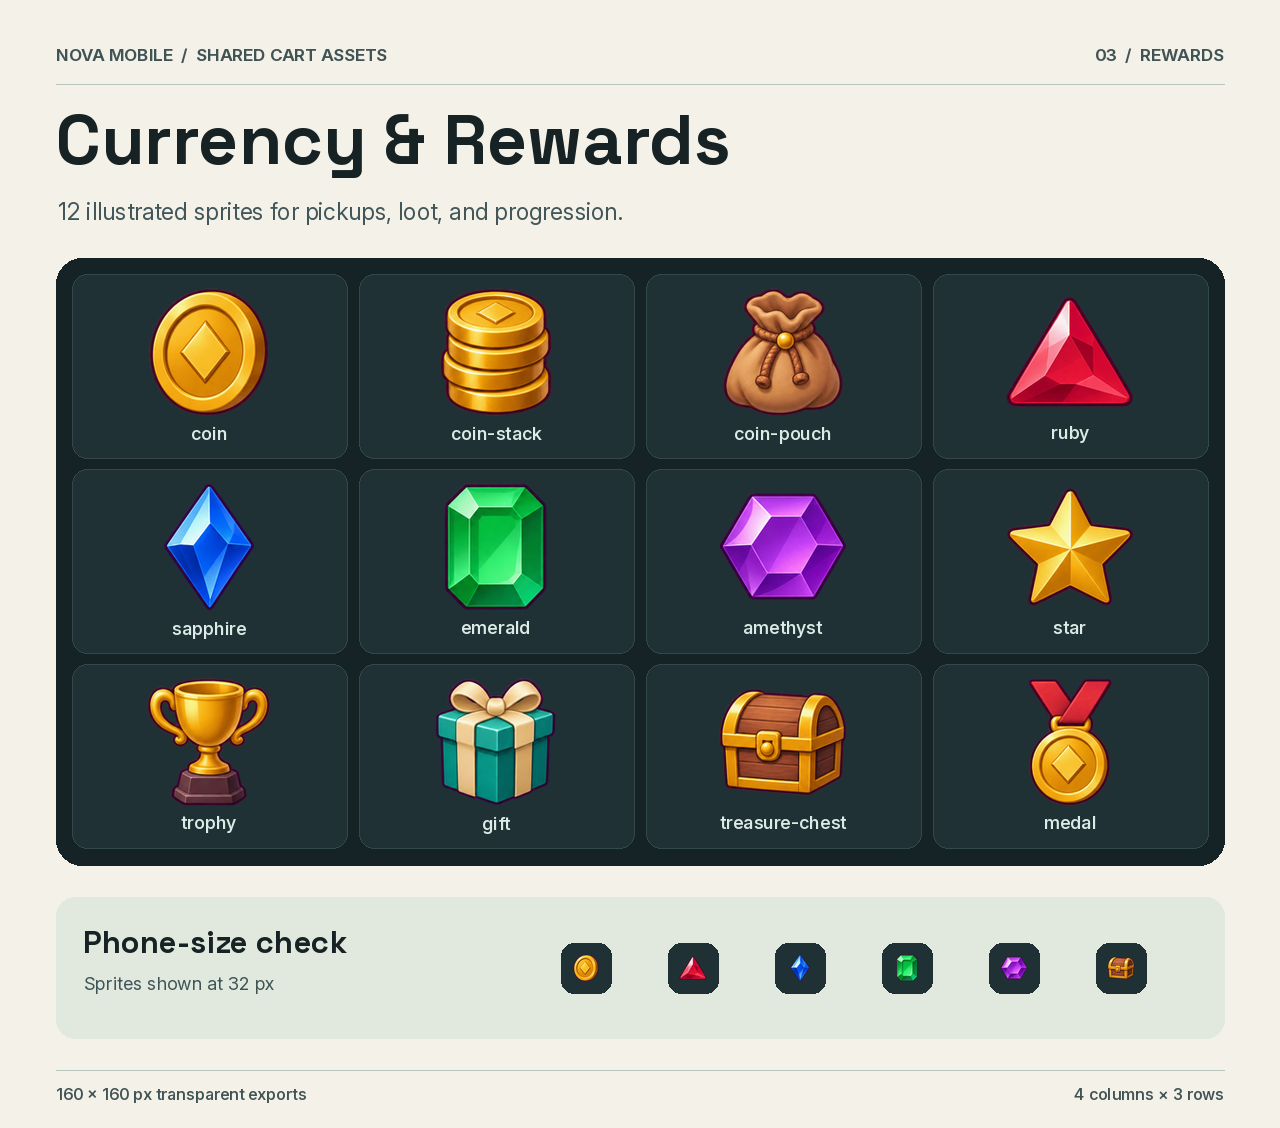 NOVA MOBILE / SHARED CART ASSETS
03 / REWARDS
Currency & Rewards
12 illustrated sprites for pickups, loot, and progression.
coin
coin-stack
coin-pouch
ruby
sapphire
emerald
amethyst
star
trophy
gift
treasure-chest
medal
Phone-size check
Sprites shown at 32 px
160 × 160 px transparent exports
4 columns × 3 rows